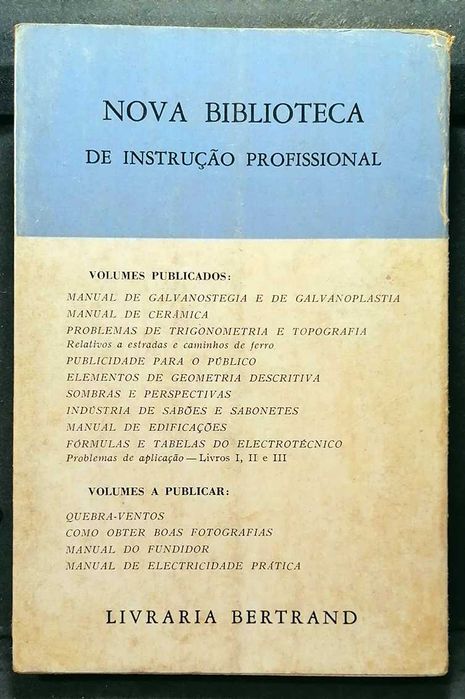 NOVA BIBLIOTECA
DE INSTRUÇÃO PROFISSIONAL
VOLUMES PUBLICADOS:
MANUAL DE GALVANOSTEGIA E DE GALVANOPLASTIA
MANUAL DE CERÂMICA
PROBLEMAS DE TRIGONOMETRIA E TOPOGRAFIA
Relativos a estradas e caminhos de ferro
PUBLICIDADE PARA O PÚBLICO
ELEMENTOS DE GEOMETRIA DESCRITIVA
SOMBRAS E PERSPECTIVAS
INDÚSTRIA DE SABÕES E SABONETES
MANUAL DE EDIFICAÇÕES
FÓRMULAS E TABELAS DO ELECTROTÉCNICO
Problemas de aplicação — Livros I, II e III
VOLUMES A PUBLICAR:
QUEBRA-VENTOS
COMO OBTER BOAS FOTOGRAFIAS
MANUAL DO FUNDIDOR
MANUAL DE ELECTRICIDADE PRÁTICA
LIVRARIA BERTRAND